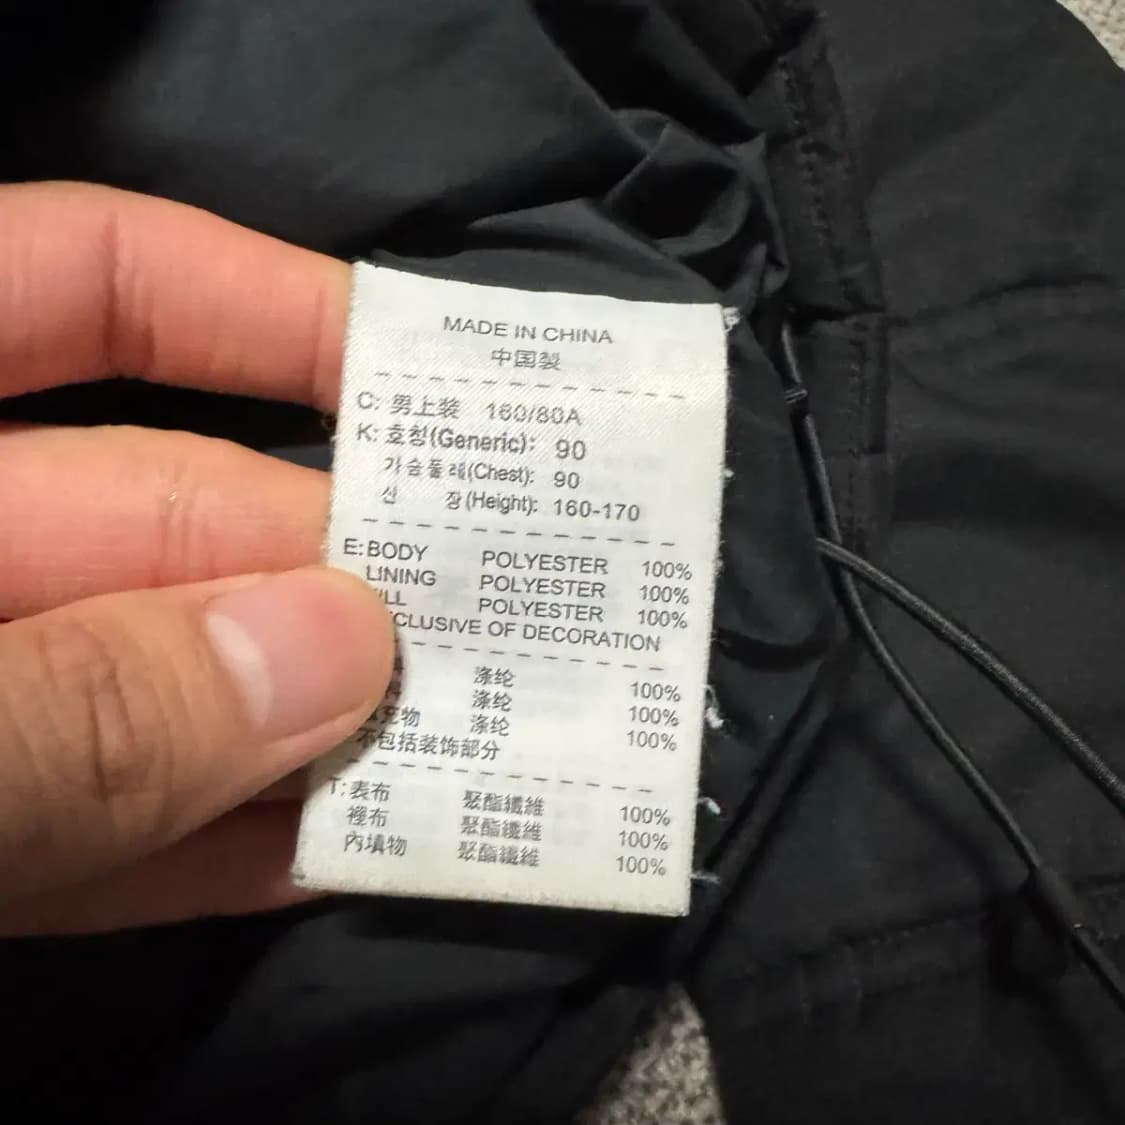 MADE IN CHINA
中国製
C: 男上装 160/80A
K: 호칭(Generic): 90
가슴둘레(Chest): 90
신 장(Height): 160-170
E: BODY POLYESTER 100%
LINING POLYESTER 100%
POLYESTER 100%
OF DECORATION
涤纶 100%
涤纶 100%
涤纶 100%
不包括装饰部分
T: 表布 聚酯纖維 100%
裡布 聚酯纖維 100%
內填物 聚酯纖維 100%